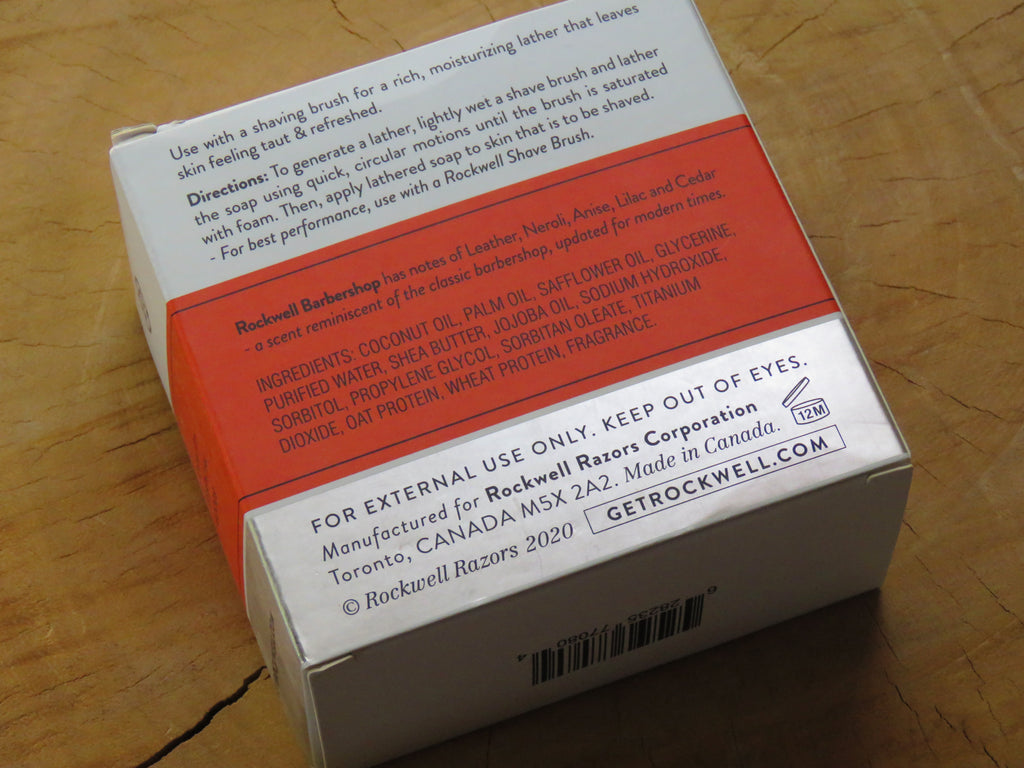 Use with a shaving brush for a rich, moisturizing lather that leaves
skin feeling taut & refreshed.
Directions: To generate a lather, lightly wet a shave brush and lather
the soap using quick, circular motions until the brush is saturated
with foam. Then, apply lathered soap to skin that is to be shaved.
- For best performance, use with a Rockwell Shave Brush.
Rockwell Barbershop has notes of Leather, Neroli, Anise, Lilac and Cedar
- a scent reminiscent of the classic barbershop, updated for modern times.
INGREDIENTS: COCONUT OIL, PALM OIL, SAFFLOWER OIL, GLYCERINE,
PURIFIED WATER, SHEA BUTTER, JOJOBA OIL, SODIUM HYDROXIDE,
SORBITOL, PROPYLENE GLYCOL, SORBITAN OLEATE, TITANIUM
DIOXIDE, OAT PROTEIN, WHEAT PROTEIN, FRAGRANCE.
FOR EXTERNAL USE ONLY. KEEP OUT OF EYES.
Manufactured for Rockwell Razors Corporation
Toronto, CANADA M5X 2A2. Made in Canada.
12M
© Rockwell Razors 2020
GETROCKWELL.COM
6 28235 77080 4